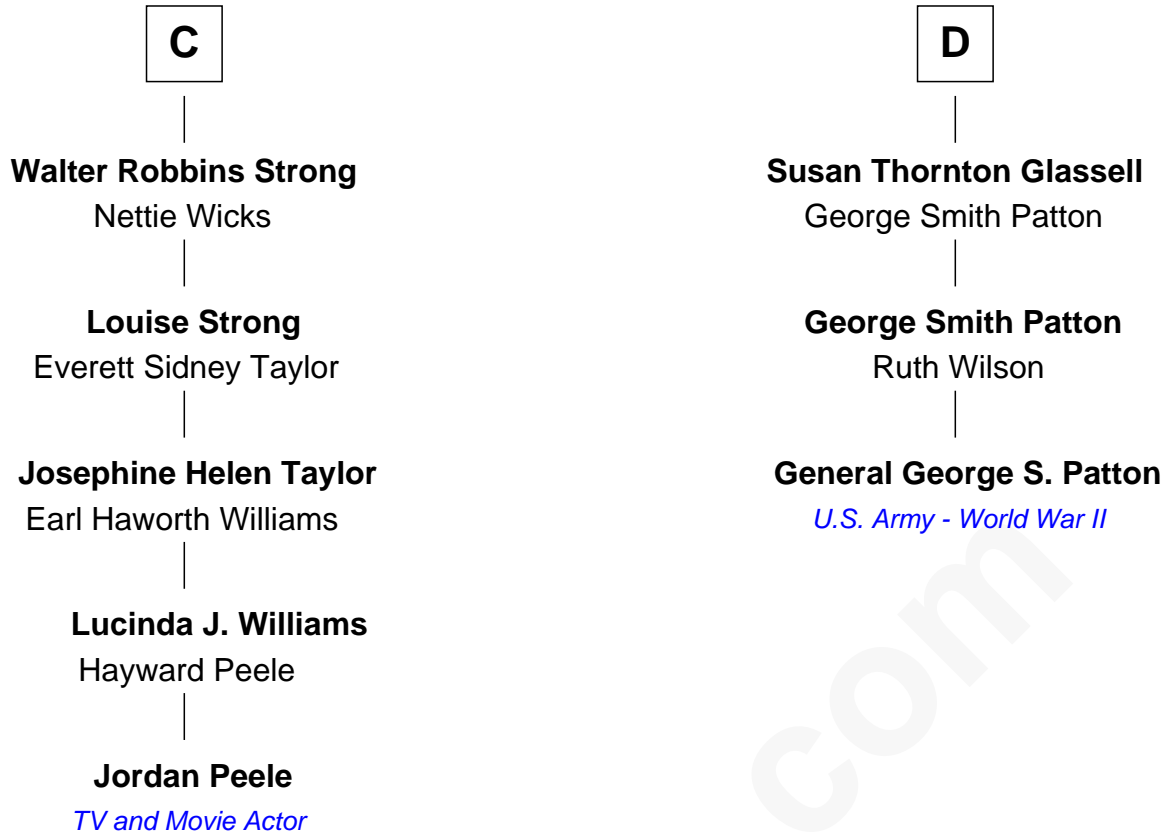 C
Walter Robbins Strong
Nettie Wicks
Louise Strong
Everett Sidney Taylor
Josephine Helen Taylor
Earl Haworth Williams
Lucinda J. Williams
Hayward Peele
Jordan Peele
TV and Movie Actor
D
Susan Thornton Glassell
George Smith Patton
George Smith Patton
Ruth Wilson
General George S. Patton
U.S. Army - World War II
com